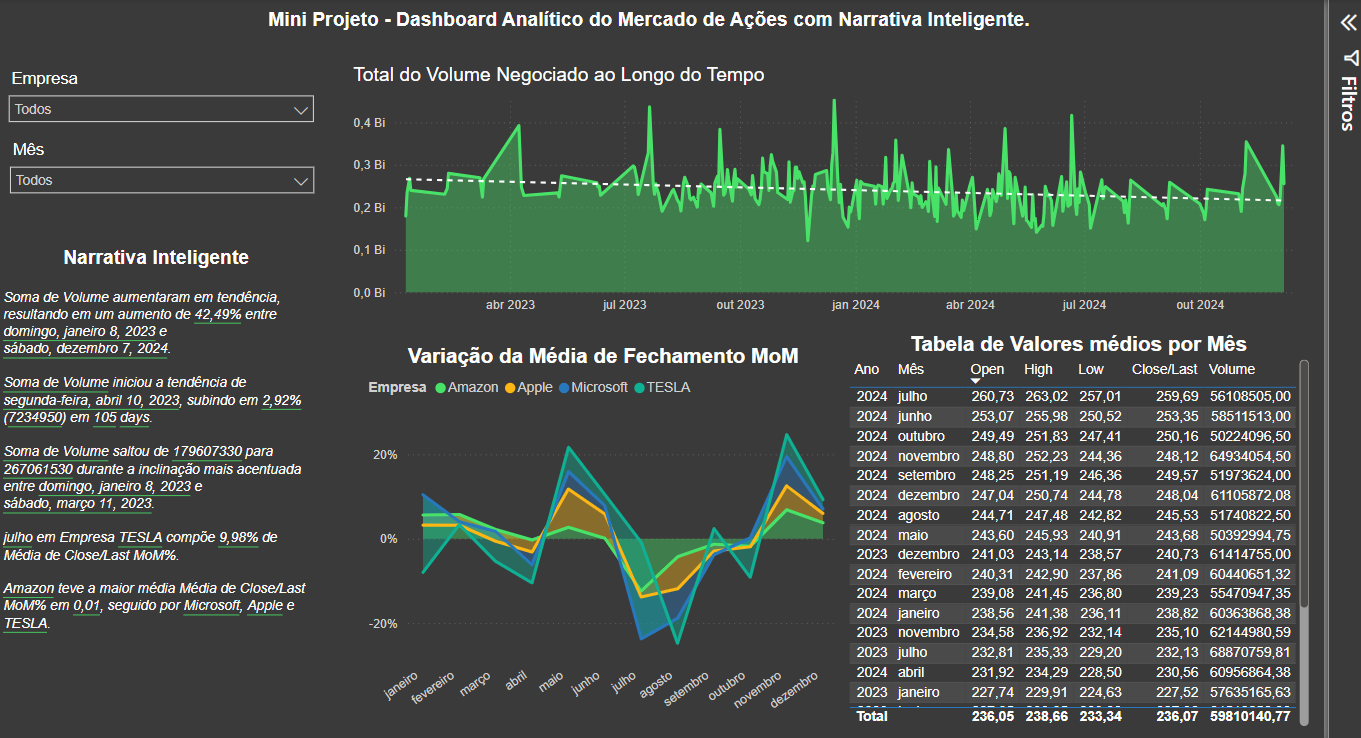 Mini Projeto - Dashboard Analítico do Mercado de Ações com Narrativa Inteligente.
Filtros
Empresa
Todos
Mês
Todos
Narrativa Inteligente
Soma de Volume aumentaram em tendência,
resultando em um aumento de 42,49% entre
domingo, janeiro 8, 2023 e
sábado, dezembro 7, 2024.
Soma de Volume iniciou a tendência de
segunda-feira, abril 10, 2023, subindo em 2,92%
(7234950) em 105 days
Soma de Volume saltou de 179607330 para
267061530 durante a inclinação mais acentuada
entre domingo, janeiro 8, 2023 e
sábado, março 11, 2023.
julho em Empresa TESLA compõe 9,98% de
Média de Close/Last MoM%.
Amazon teve a maior média Média de Close/Last
MoM% em 0,01, seguido por Microsoft, Apple e
TESLA.
Total do Volume Negociado ao Longo do Tempo
0,4 Bi
0,3 Bi
0,2 Bi
0,1 Bi
0,0 Bi
abr 2023 jul 2023 out 2023 jan 2024 abr 2024 jul 2024 out 2024
Variação da Média de Fechamento MoM
Empresa Amazon Apple Microsoft TESLA
20%
0%
-20%
janeiro fevereiro março abril maio junho julho agosto setembro outubro novembro dezembro
Tabela de Valores médios por Mês
Ano Mês Open High Low Close/Last Volume
2024 julho 260,73 263,02 257,01 259,69 56108505,00
2024 junho 253,07 255,98 250,52 253,35 58511513,00
2024 outubro 249,49 251,83 247,41 250,16 50224096,50
2024 novembro 248,80 252,23 244,36 248,12 64934054,50
2024 setembro 248,25 251,19 246,36 249,57 51973624,00
2024 dezembro 247,04 250,74 244,78 248,04 61105872,08
2024 agosto 244,71 247,48 242,82 245,53 51740822,50
2024 maio 243,60 245,93 240,91 243,68 50392994,75
2023 dezembro 241,03 243,14 238,57 240,73 61414755,00
2024 fevereiro 240,31 242,90 237,86 241,09 60440651,32
2024 março 239,08 241,45 236,80 239,23 55470947,35
2024 janeiro 238,56 241,38 236,11 238,82 60363868,38
2023 novembro 234,58 236,92 232,14 235,10 62144980,59
2023 julho 232,81 235,33 229,20 232,13 68870759,81
2024 abril 231,92 234,29 228,50 230,56 60956864,38
2023 janeiro 227,74 229,91 224,63 227,52 57635165,63
Total 236,05 238,66 233,34 236,07 59810140,77